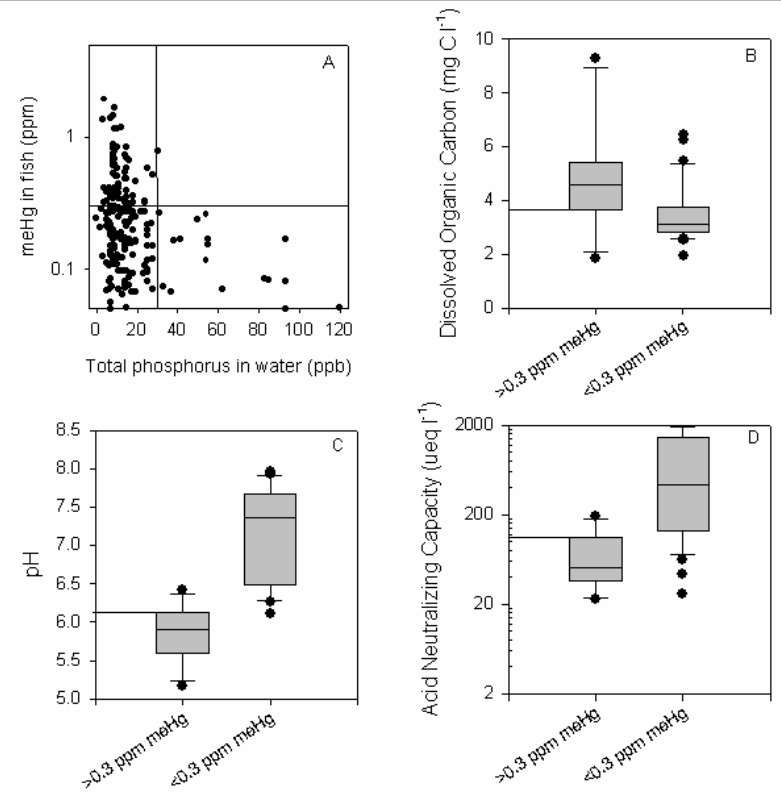 A
meHg in fish (ppm)
1
0.1
0 20 40 60 80 100 120
Total phosphorus in water (ppb)
B
Dissolved Organic Carbon (mg C l⁻¹)
10
8
6
4
2
0
>0.3 ppm meHg
<0.3 ppm meHg
C
pH
8.5
8.0
7.5
7.0
6.5
6.0
5.5
5.0
>0.3 ppm meHg
<0.3 ppm meHg
D
Acid Neutralizing Capacity (ueq l⁻¹)
2000
200
20
2
>0.3 ppm meHg
<0.3 ppm meHg